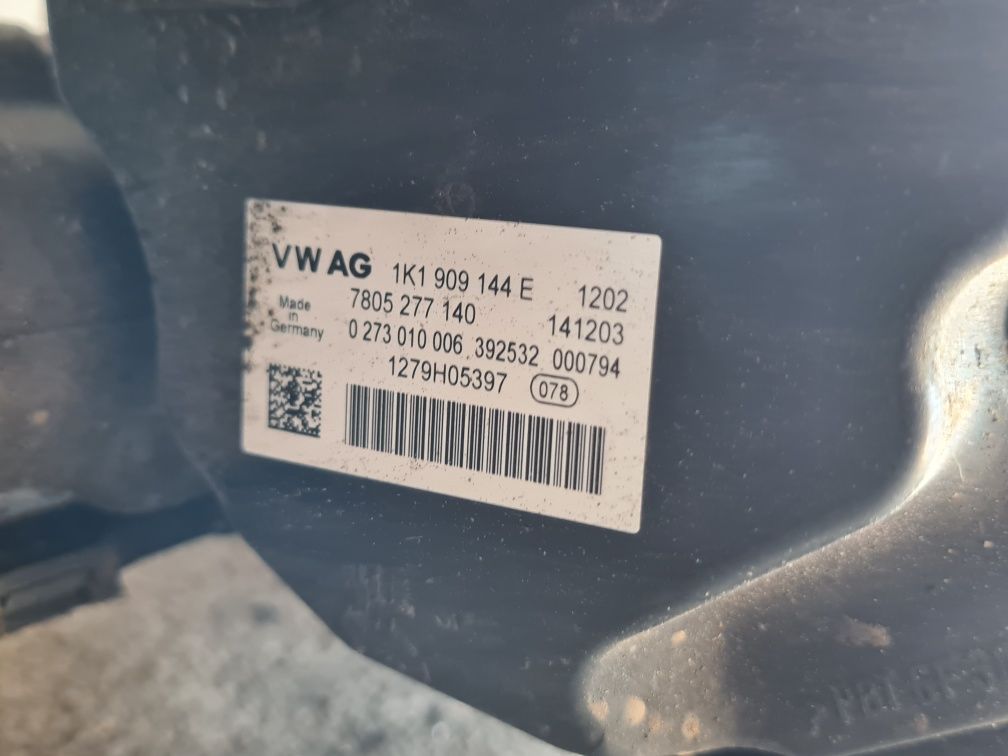 VW AG 1K1 909 144 E 1202
Made in Germany 7805 277 140 141203
0 273 010 006 392532 000794
1279H05397 078